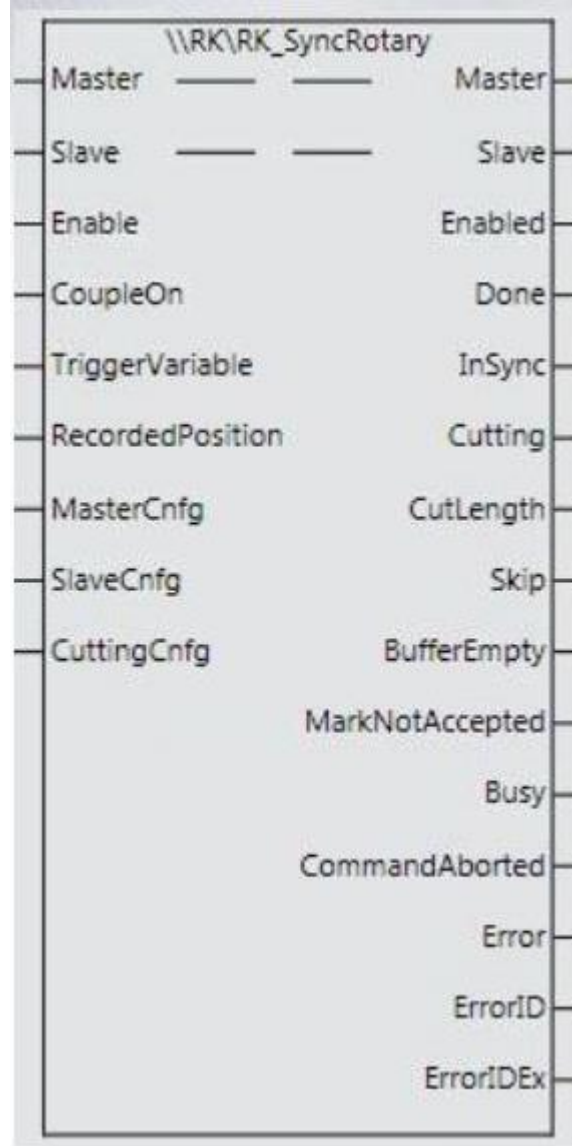 \\RK\RK_SyncRotary
Master Master
Slave Slave
Enable Enabled
CoupleOn Done
TriggerVariable InSync
RecordedPosition Cutting
MasterCnfg CutLength
SlaveCnfg Skip
CuttingCnfg BufferEmpty
MarkNotAccepted
Busy
CommandAborted
Error
ErrorID
ErrorIDEx